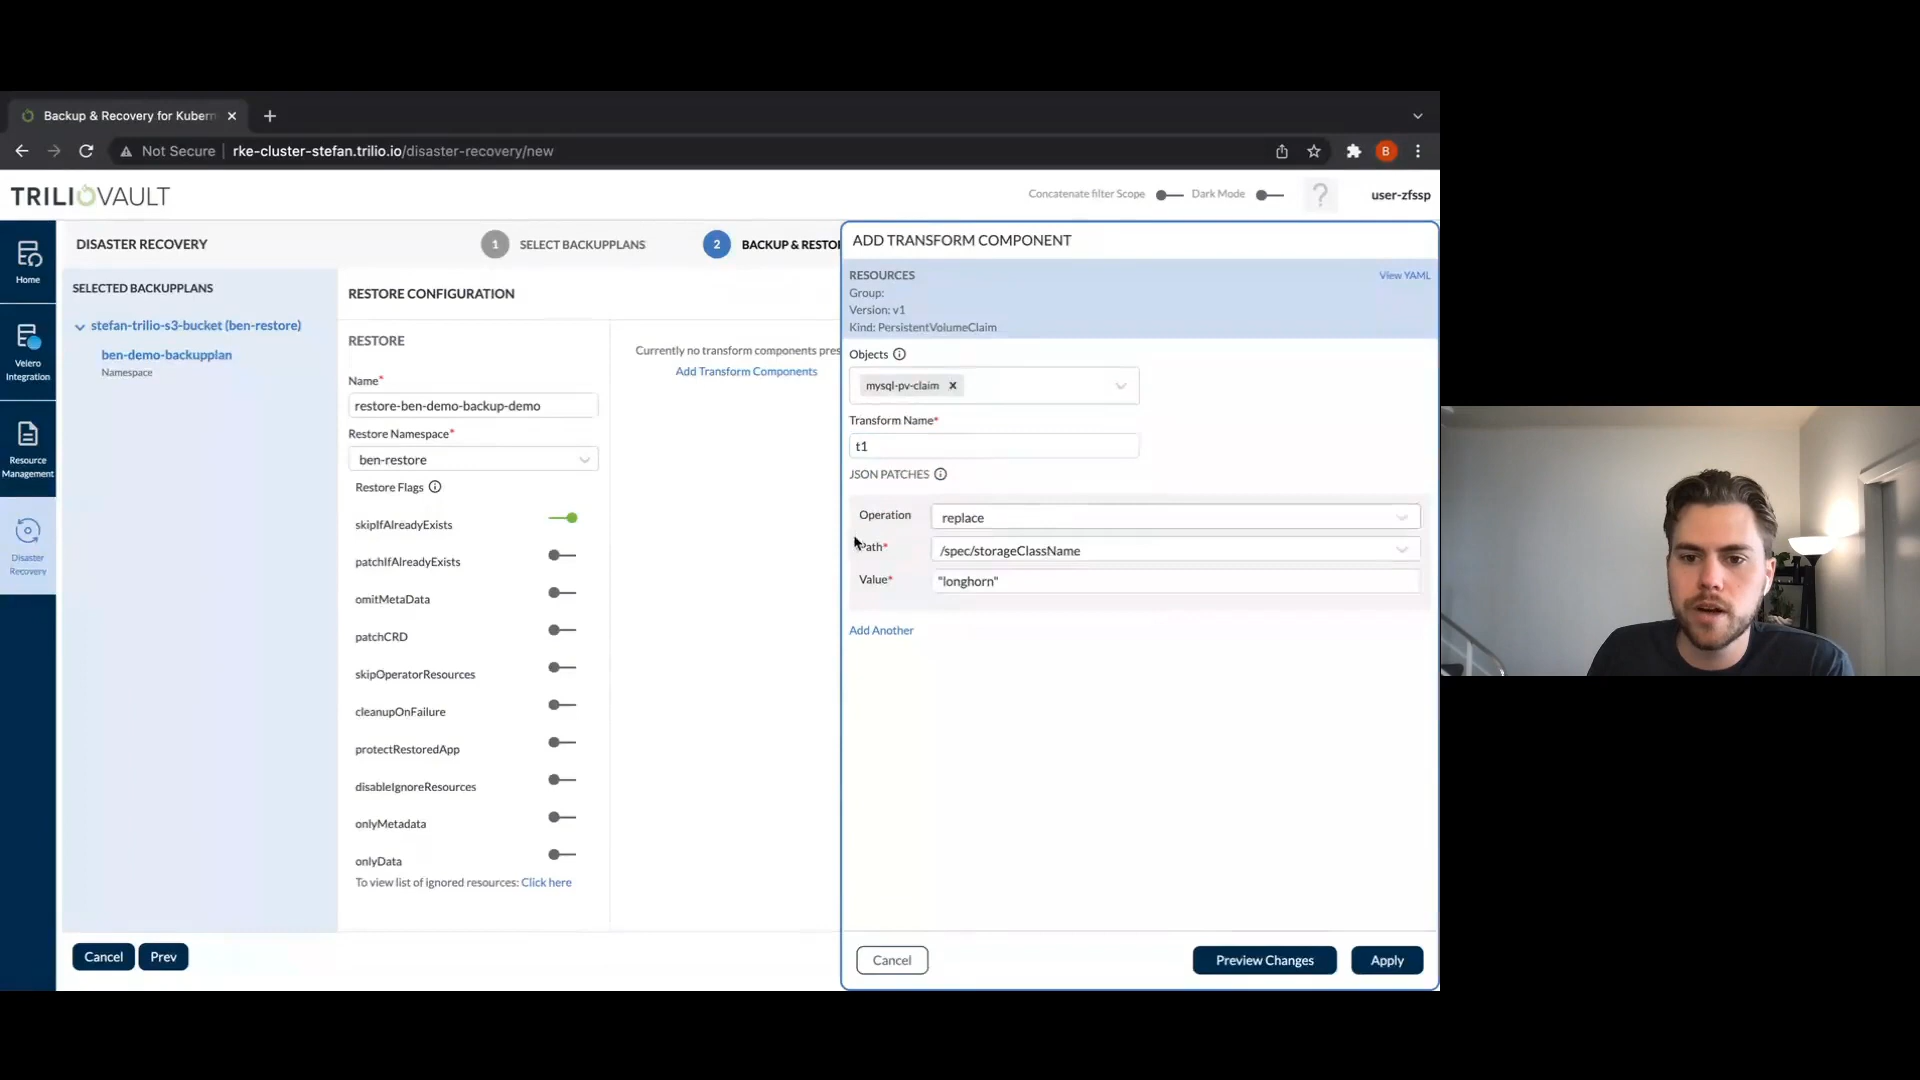 Backup & Recovery for Kubern
Not Secure
rke-cluster-stefan.trilio.io/disaster-recovery/new
B
TRILIOVAULT
Concatenate filter Scope
Dark Mode
?
user-zfssp
Home
Velero
Integration
Resource
Management
Disaster
Recovery
DISASTER RECOVERY
1
SELECT BACKUPPLANS
2
BACKUP & RESTOR
SELECTED BACKUPPLANS
stefan-trilio-s3-bucket (ben-restore)
ben-demo-backupplan
Namespace
RESTORE CONFIGURATION
RESTORE
Name*
restore-ben-demo-backup-demo
Restore Namespace*
ben-restore
Restore Flags
skipIfAlreadyExists
patchIfAlreadyExists
omitMetaData
patchCRD
skipOperatorResources
cleanupOnFailure
protectRestoredApp
disableIgnoreResources
onlyMetadata
onlyData
To view list of ignored resources: Click here
Currently no transform components pres
Add Transform Components
Cancel
Prev
ADD TRANSFORM COMPONENT
RESOURCES
View YAML
Group:
Version: v1
Kind: PersistentVolumeClaim
Objects
mysql-pv-claim
Transform Name*
t1
JSON PATCHES
Operation
replace
Path*
/spec/storageClassName
Value*
"longhorn"
Add Another
Cancel
Preview Changes
Apply